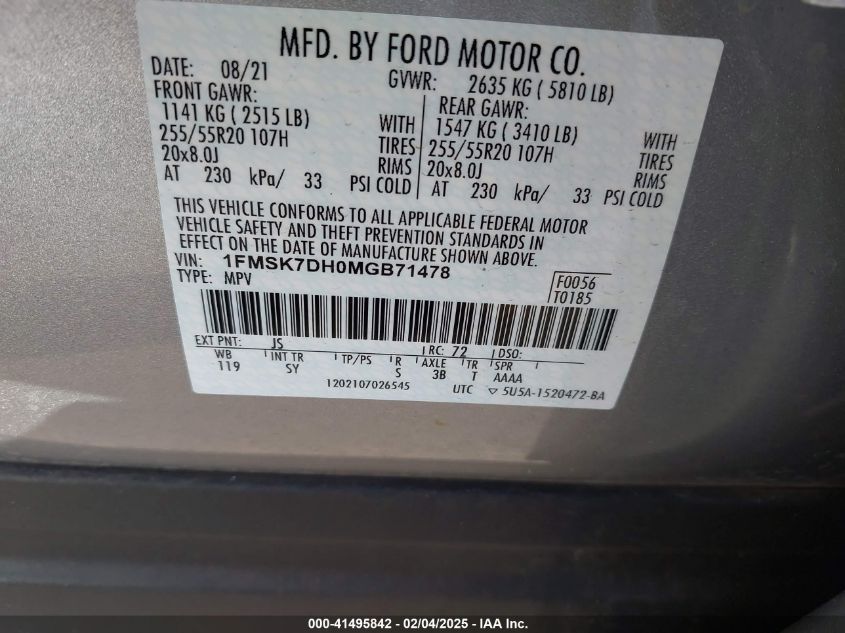 MFD. BY FORD MOTOR CO.
DATE: 08/21
GVWR: 2635 KG ( 5810 LB)
FRONT GAWR:
REAR GAWR:
1141 KG ( 2515 LB) WITH
1547 KG ( 3410 LB) WITH
255/55R20 107H TIRES
255/55R20 107H TIRES
20x8.0J RIMS
20x8.0J RIMS
AT 230 kPa/ 33 PSI COLD
AT 230 kPa/ 33 PSI COLD
THIS VEHICLE CONFORMS TO ALL APPLICABLE FEDERAL MOTOR
VEHICLE SAFETY AND THEFT PREVENTION STANDARDS IN
EFFECT ON THE DATE OF MANUFACTURE SHOWN ABOVE.
VIN: 1FMSK7DH0MGB71478
TYPE: MPV
F0056
T0185
EXT PNT: JS RC: 72 DSO:
WB INT TR TP/PS R AXLE TR SPR
119 SY S 3B T AAAA
1202107026545 UTC ▽ 5U5A-1520472-BA
000-41495842 — 02/04/2025 — IAA Inc.